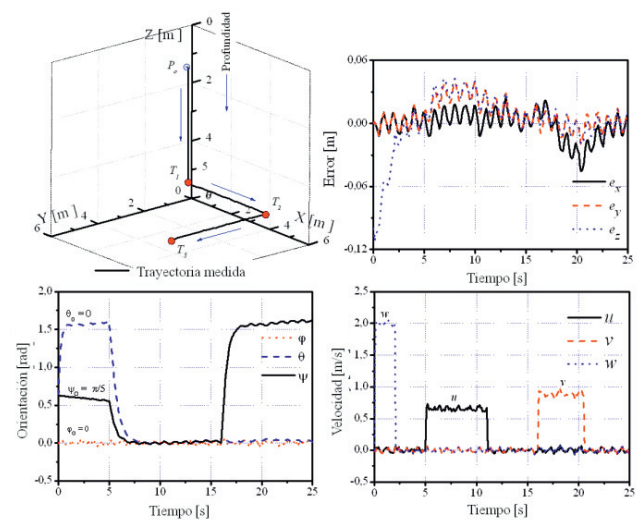 Z [m]
0
2
4
5
0
Profundidad
P₀
T₁
T₂
T₃
Y [m]
6
4
2
X [m]
2
4
6
Trayectoria medida
0.06
0.00
-0.06
-0.12
Error [m]
0 5 10 15 20 25
Tiempo [s]
eₓ
e_y
e_z
2.0
1.5
1.0
0.5
0.0
-0.5
Orientación [rad]
θ₀=0
ψ₀ = π/5
φ₀=0
φ
θ
ψ
0 5 10 15 20 25
Tiempo [s]
2.5
2.0
1.5
1.0
0.5
0.0
-0.5
Velocidad [m/s]
w
u
v
u
v
w
0 5 10 15 20 25
Tiempo [s]